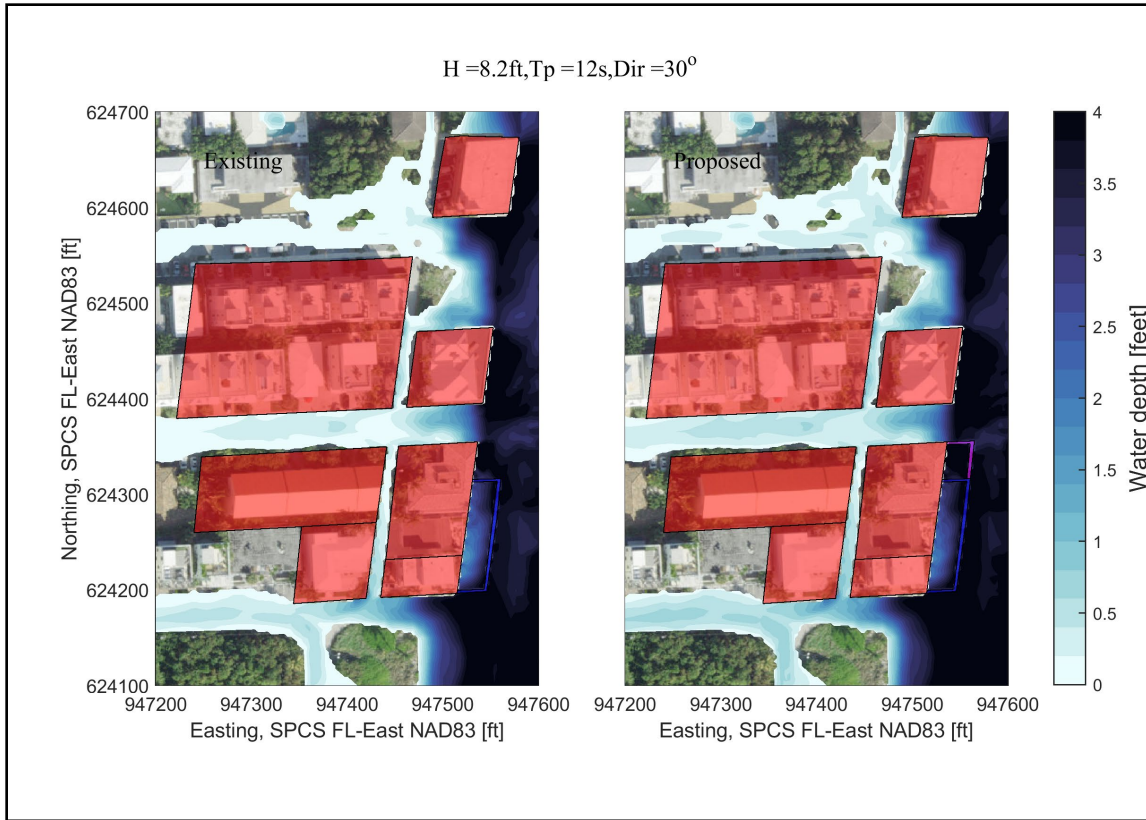 H =8.2ft,Tp =12s,Dir =30°
Existing
Proposed
624700
624600
624500
624400
624300
624200
624100
Northing, SPCS FL-East NAD83 [ft]
947200 947300 947400 947500 947600
947200 947300 947400 947500 947600
Easting, SPCS FL-East NAD83 [ft]
Easting, SPCS FL-East NAD83 [ft]
4
3.5
3
2.5
2
1.5
1
0.5
0
Water depth [feet]